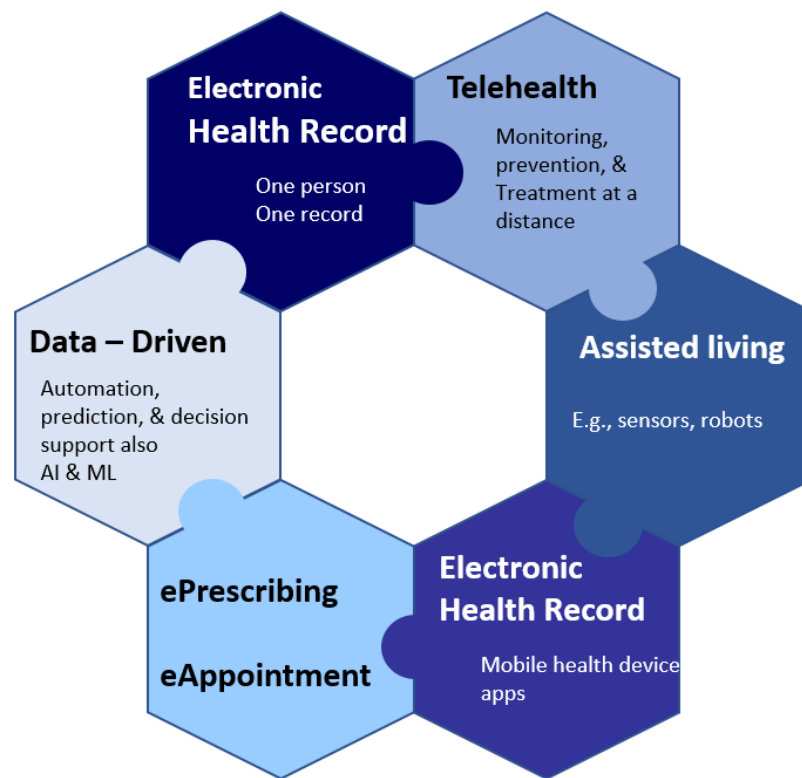 Electronic
Health Record
One person
One record
Telehealth
Monitoring,
prevention, &
Treatment at a
distance
Assisted living
E.g., sensors, robots
Electronic
Health Record
Mobile health device
apps
ePrescribing
eAppointment
Data – Driven
Automation,
prediction, & decision
support also
AI & ML